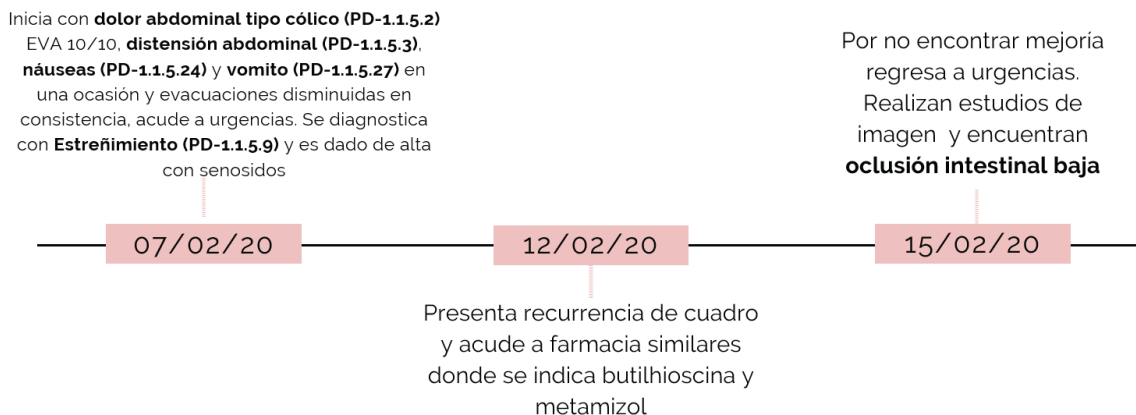 Inicia con dolor abdominal tipo cólico (PD-1.1.5.2)
EVA 10/10, distensión abdominal (PD-1.1.5.3),
náuseas (PD-1.1.5.24) y vomito (PD-1.1.5.27) en
una ocasión y evacuaciones disminuidas en
consistencia, acude a urgencias. Se diagnostica
con Estreñimiento (PD-1.1.5.9) y es dado de alta
con senosidos
07/02/20
12/02/20
Presenta recurrencia de cuadro
y acude a farmacia similares
donde se indica butilhioscina y
metamizol
Por no encontrar mejoría
regresa a urgencias.
Realizan estudios de
imagen y encuentran
oclusión intestinal baja
15/02/20